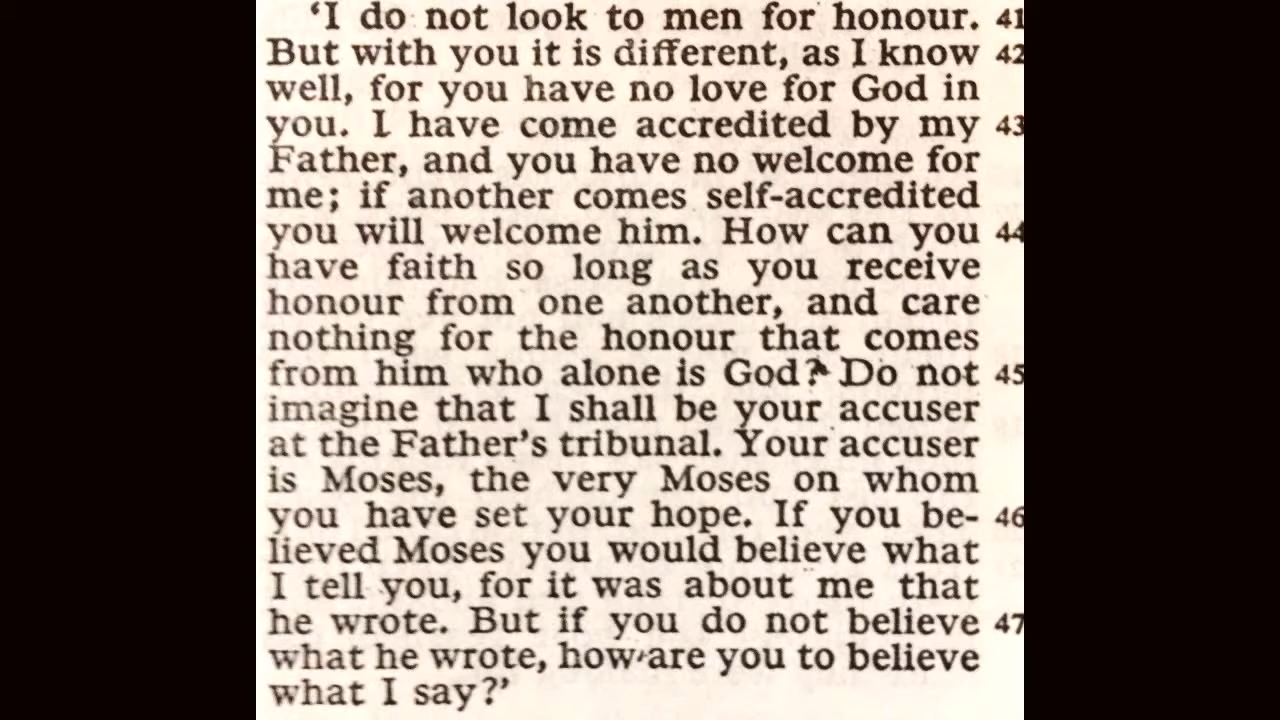 ‘I do not look to men for honour. 41
But with you it is different, as I know 42
well, for you have no love for God in
you. I have come accredited by my 43
Father, and you have no welcome for
me; if another comes self-accredited
you will welcome him. How can you 44
have faith so long as you receive
honour from one another, and care
nothing for the honour that comes
from him who alone is God? Do not 45
imagine that I shall be your accuser
at the Father’s tribunal. Your accuser
is Moses, the very Moses on whom
you have set your hope. If you be- 46
lieved Moses you would believe what
I tell you, for it was about me that
he wrote. But if you do not believe 47
what he wrote, how are you to believe
what I say?’